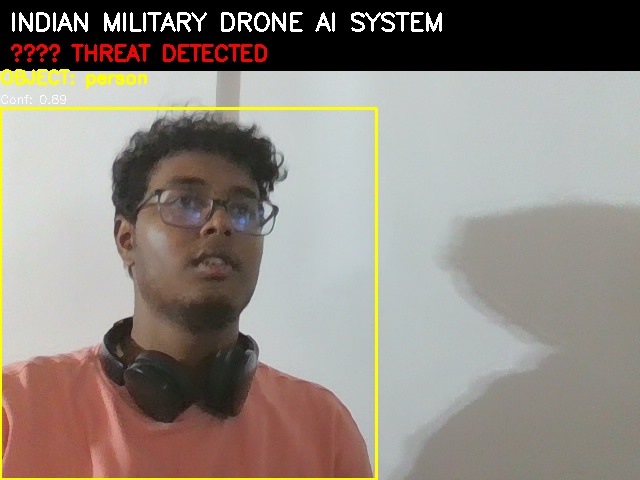 INDIAN MILITARY DRONE AI SYSTEM
???? THREAT DETECTED
OBJECT: person
Conf: 0.89